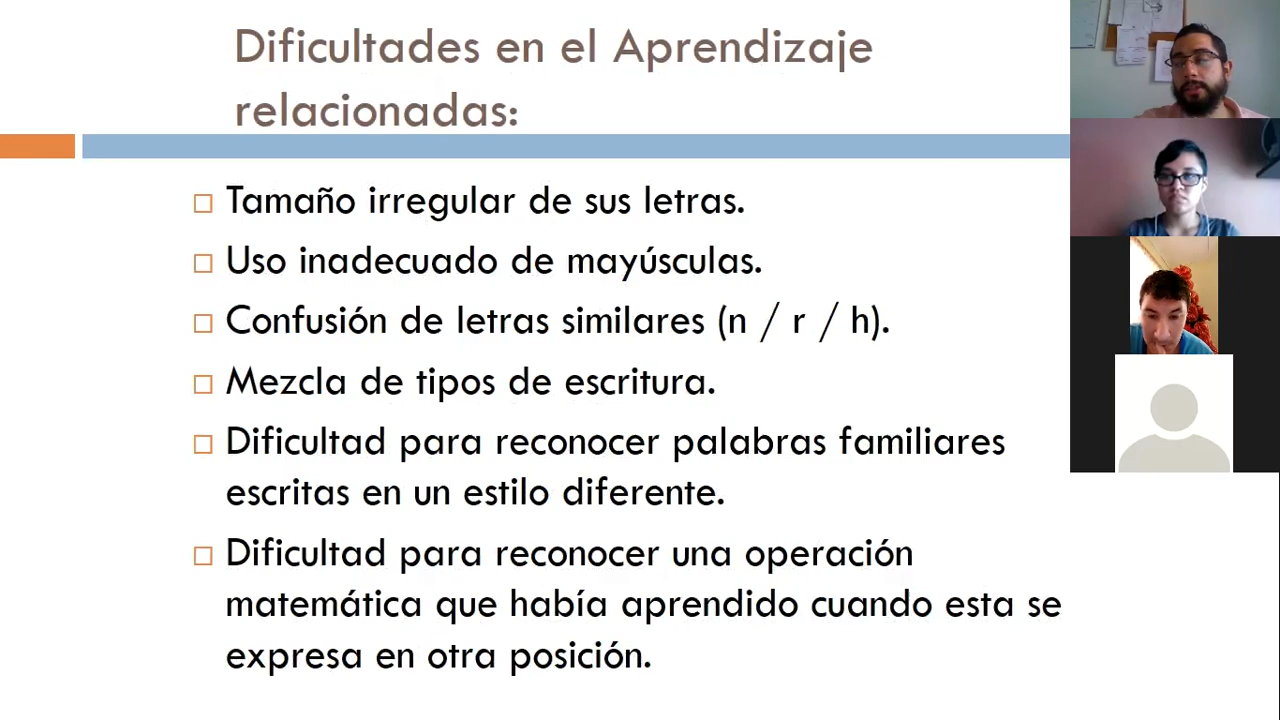 Dificultades en el Aprendizaje
relacionadas:
Tamaño irregular de sus letras.
Uso inadecuado de mayúsculas.
Confusión de letras similares (n / r / h).
Mezcla de tipos de escritura.
Dificultad para reconocer palabras familiares
escritas en un estilo diferente.
Dificultad para reconocer una operación
matemática que había aprendido cuando esta se
expresa en otra posición.